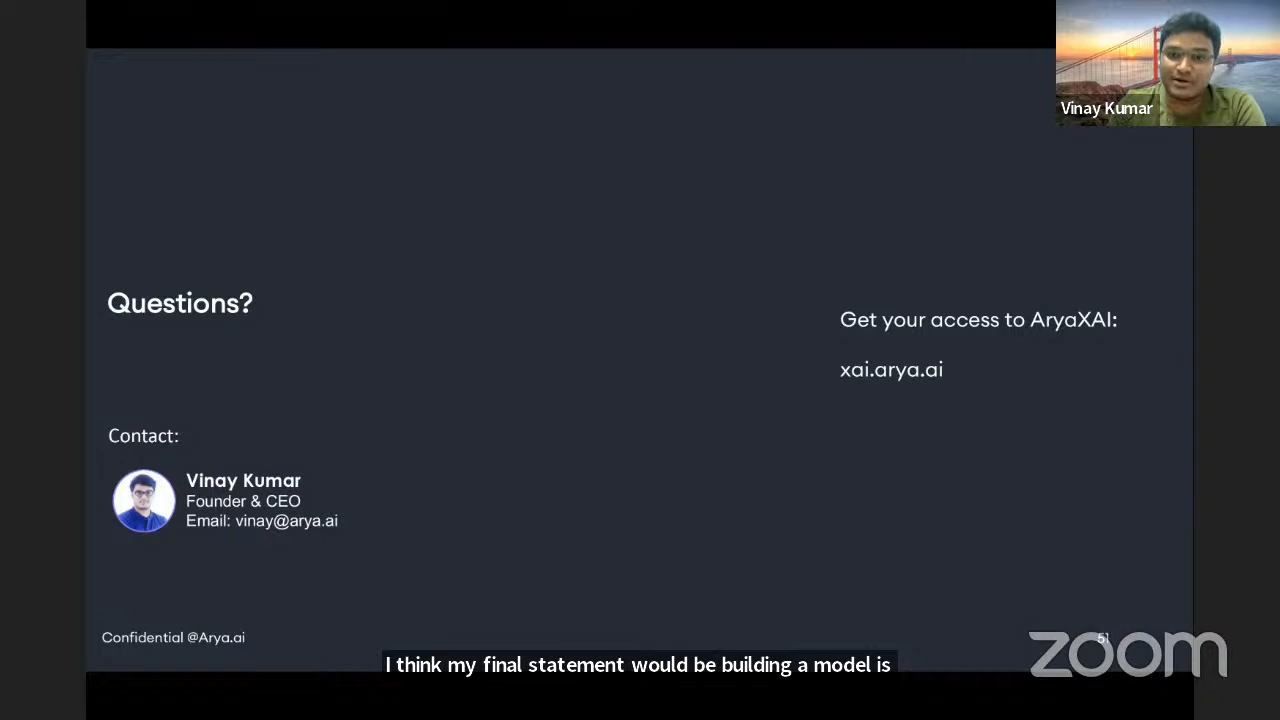 Vinay Kumar
Questions?
Get your access to AryaXAI:
xai.arya.ai
Contact:
Vinay Kumar
Founder & CEO
Email: vinay@arya.ai
Confidential @Arya.ai
51
zoom
I think my final statement would be building a model is